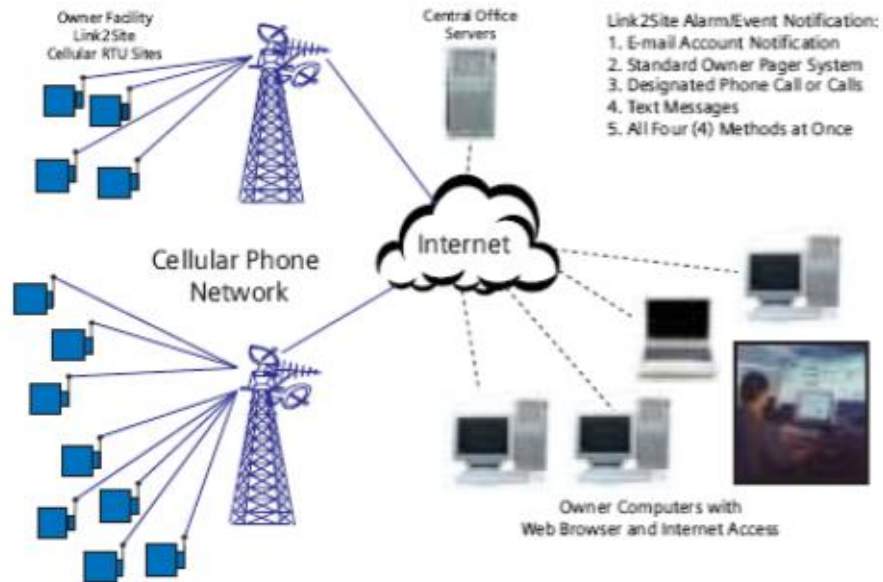 Owner Facility
Link2Site
Cellular RTU Sites
Central Office
Servers
Link2Site Alarm/Event Notification:
1. E-mail Account Notification
2. Standard Owner Pager System
3. Designated Phone Call or Calls
4. Text Messages
5. All Four (4) Methods at Once
Internet
Cellular Phone
Network
Owner Computers with
Web Browser and Internet Access